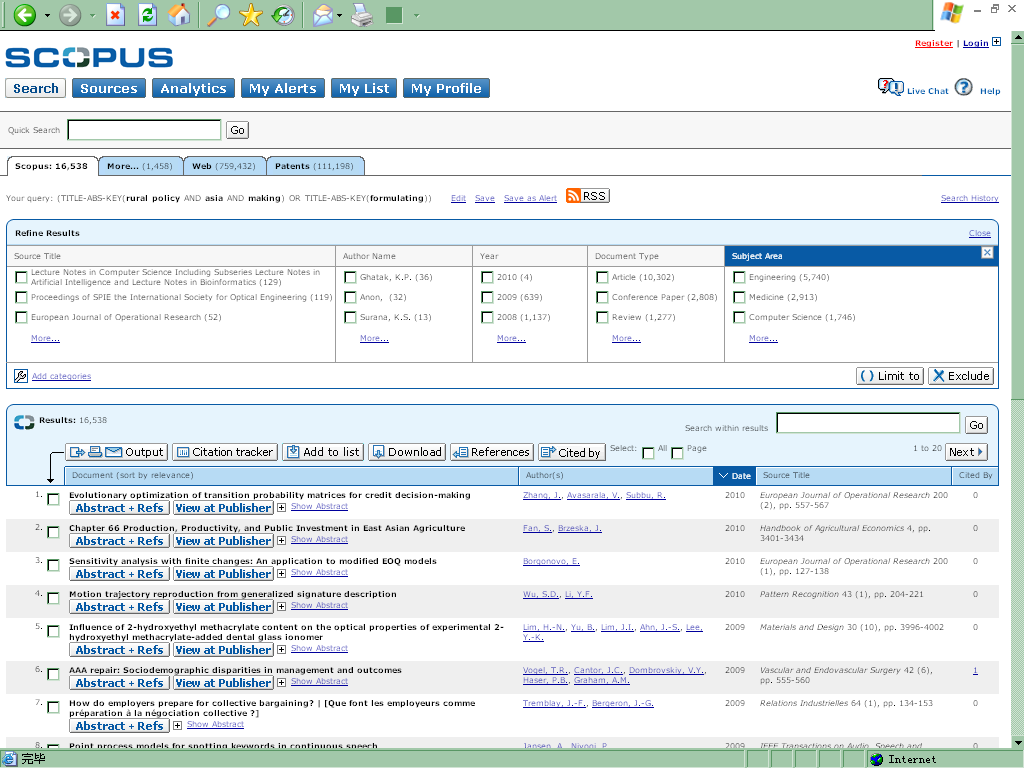 Register | Login
SCOPUS
Search Sources Analytics My Alerts My List My Profile
Live Chat Help
Quick Search Go
Scopus: 16,538 More... (1,458) Web (759,432) Patents (111,198)
Your query: (TITLE-ABS-KEY(rural policy AND asia AND making) OR TITLE-ABS-KEY(formulating)) Edit Save Save as Alert RSS Search History
Refine Results Close
Source Title Author Name Year Document Type Subject Area
Lecture Notes in Computer Science Including Subseries Lecture Notes in
Artificial Intelligence and Lecture Notes in Bioinformatics (129)
Ghatak, K.P. (36) 2010 (4) Article (10,302) Engineering (5,740)
Proceedings of SPIE the International Society for Optical Engineering (119) Anon, (32) 2009 (639) Conference Paper (2,808) Medicine (2,913)
European Journal of Operational Research (52) Surana, K.S. (13) 2008 (1,137) Review (1,277) Computer Science (1,746)
More... More... More... More... More...
Add categories Limit to Exclude
Results: 16,538 Search within results Go
Output Citation tracker Add to list Download References Cited by Select: All Page 1 to 20 Next
Document (sort by relevance) Author(s) Date Source Title Cited By
1. Evolutionary optimization of transition probability matrices for credit decision-making Zhang, J., Avasarala, V., Subbu, R. 2010 European Journal of Operational Research 200 0
(2), pp. 557-567
Abstract + Refs View at Publisher Show Abstract
2. Chapter 66 Production, Productivity, and Public Investment in East Asian Agriculture Fan, S., Brzeska, J. 2010 Handbook of Agricultural Economics 4, pp. 0
3401-3434
Abstract + Refs View at Publisher Show Abstract
3. Sensitivity analysis with finite changes: An application to modified EOQ models Borgonovo, E. 2010 European Journal of Operational Research 200 0
(1), pp. 127-138
Abstract + Refs View at Publisher Show Abstract
4. Motion trajectory reproduction from generalized signature description Wu, S.D., Li, Y.F. 2010 Pattern Recognition 43 (1), pp. 204-221 0
Abstract + Refs View at Publisher Show Abstract
5. Influence of 2-hydroxyethyl methacrylate content on the optical properties of experimental 2- Lim, H.-N., Yu, B., Lim, J.I., Ahn, J.-S., Lee, 2009 Materials and Design 30 (10), pp. 3996-4002 0
hydroxyethyl methacrylate-added dental glass ionomer Y.-K.
Abstract + Refs View at Publisher Show Abstract
6. AAA repair: Sociodemographic disparities in management and outcomes Vogel, T.R., Cantor, J.C., Dombrovskiy, V.Y., 2009 Vascular and Endovascular Surgery 42 (6), 1
Haser, P.B., Graham, A.M. pp. 555-560
Abstract + Refs View at Publisher Show Abstract
7. How do employers prepare for collective bargaining? | [Que font les employeurs comme Tremblay, J.-F., Bergeron, J.-G. 2009 Relations Industrielles 64 (1), pp. 134-153 0
préparation à la négociation collective ?]
Abstract + Refs Show Abstract
8. Point process models for spotting keywords in continuous speech Jansen, A., Niyogi, P. 2009 IEEE Transactions on Audio, Speech and 0
完毕 Internet